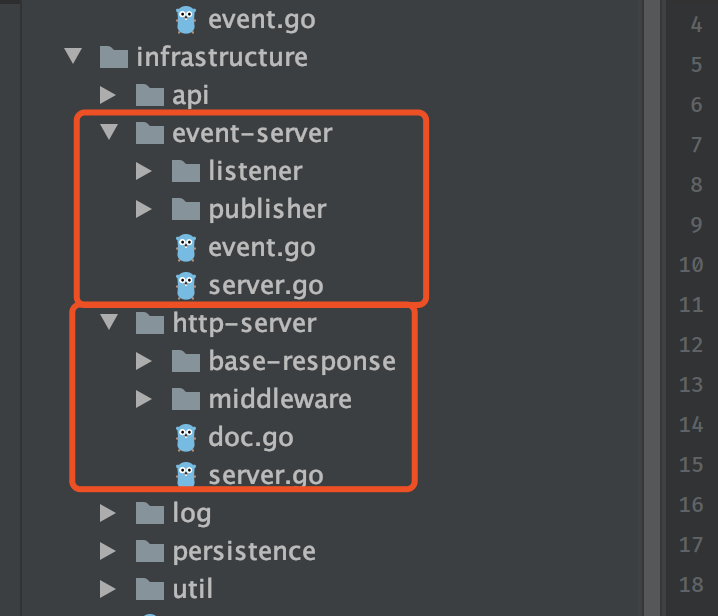 event.go
infrastructure
api
event-server
listener
publisher
event.go
server.go
http-server
base-response
middleware
doc.go
server.go
log
persistence
util
4
5
6
7
8
9
10
11
12
13
14
15
16
17
18